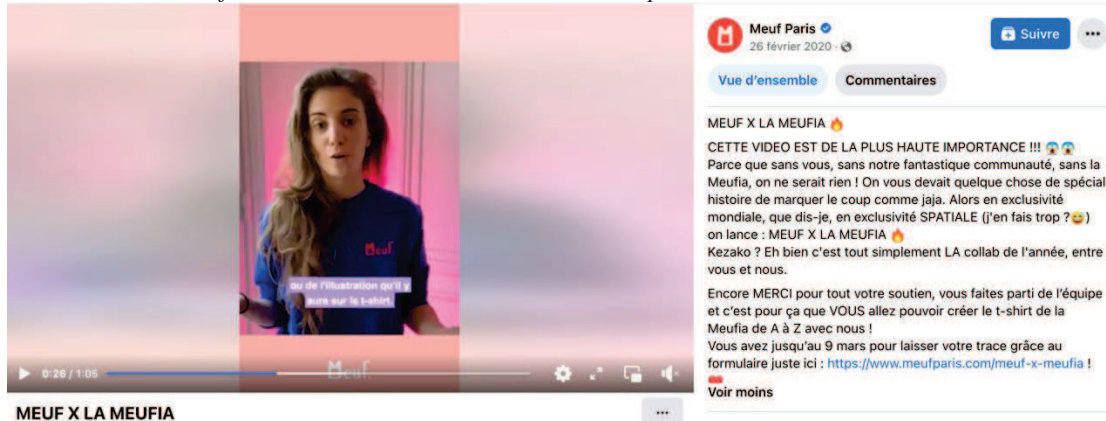 Meuf
ou de l'illustration qu'il y
aura sur le t-shirt.
Meuf.
0:26 / 1:05
MEUF X LA MEUFIA
Meuf Paris
26 février 2020
Suivre
Vue d'ensemble
Commentaires
MEUF X LA MEUFIA 🔥
CETTE VIDEO EST DE LA PLUS HAUTE IMPORTANCE !!! 😱😱
Parce que sans vous, sans notre fantastique communauté, sans la
Meufia, on ne serait rien ! On vous devait quelque chose de spécial
histoire de marquer le coup comme jaja. Alors en exclusivité
mondiale, que dis-je, en exclusivité SPATIALE (j'en fais trop ?😅)
on lance : MEUF X LA MEUFIA 🔥
Kezako ? Eh bien c'est tout simplement LA collab de l'année, entre
vous et nous.
Encore MERCI pour tout votre soutien, vous faites parti de l'équipe
et c'est pour ça que VOUS allez pouvoir créer le t-shirt de la
Meufia de A à Z avec nous !
Vous avez jusqu'au 9 mars pour laisser votre trace grâce au
formulaire juste ici : https://www.meufparis.com/meuf-x-meufia !
Voir moins